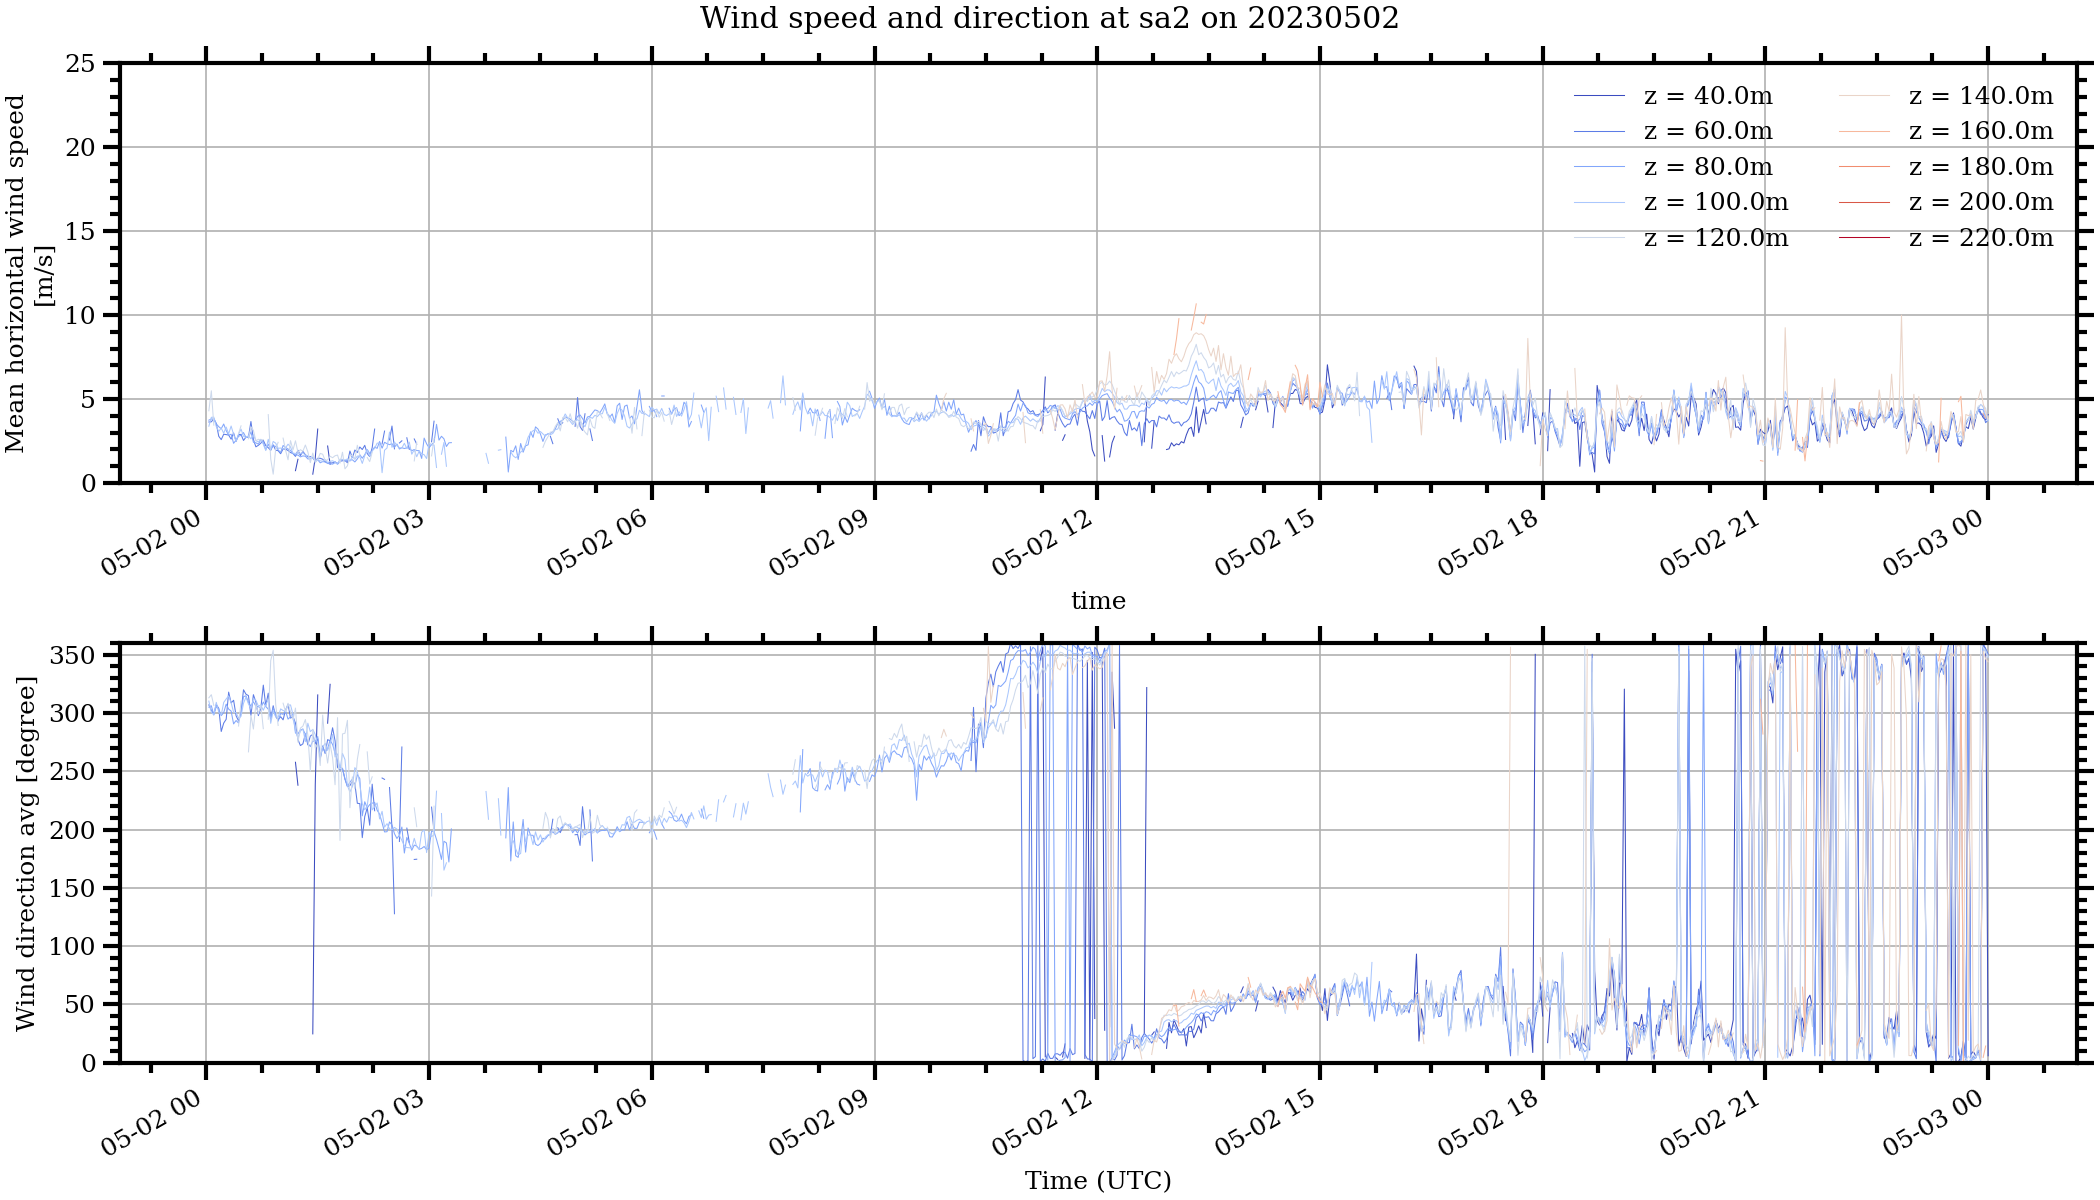 Wind speed and direction at sa2 on 20230502
Mean horizontal wind speed
[m/s]
25
20
15
10
5
0
z = 40.0m
z = 60.0m
z = 80.0m
z = 100.0m
z = 120.0m
z = 140.0m
z = 160.0m
z = 180.0m
z = 200.0m
z = 220.0m
05-02 00
05-02 03
05-02 06
05-02 09
05-02 12
05-02 15
05-02 18
05-02 21
05-03 00
time
Wind direction avg [degree]
350
300
250
200
150
100
50
0
05-02 00
05-02 03
05-02 06
05-02 09
05-02 12
05-02 15
05-02 18
05-02 21
05-03 00
Time (UTC)